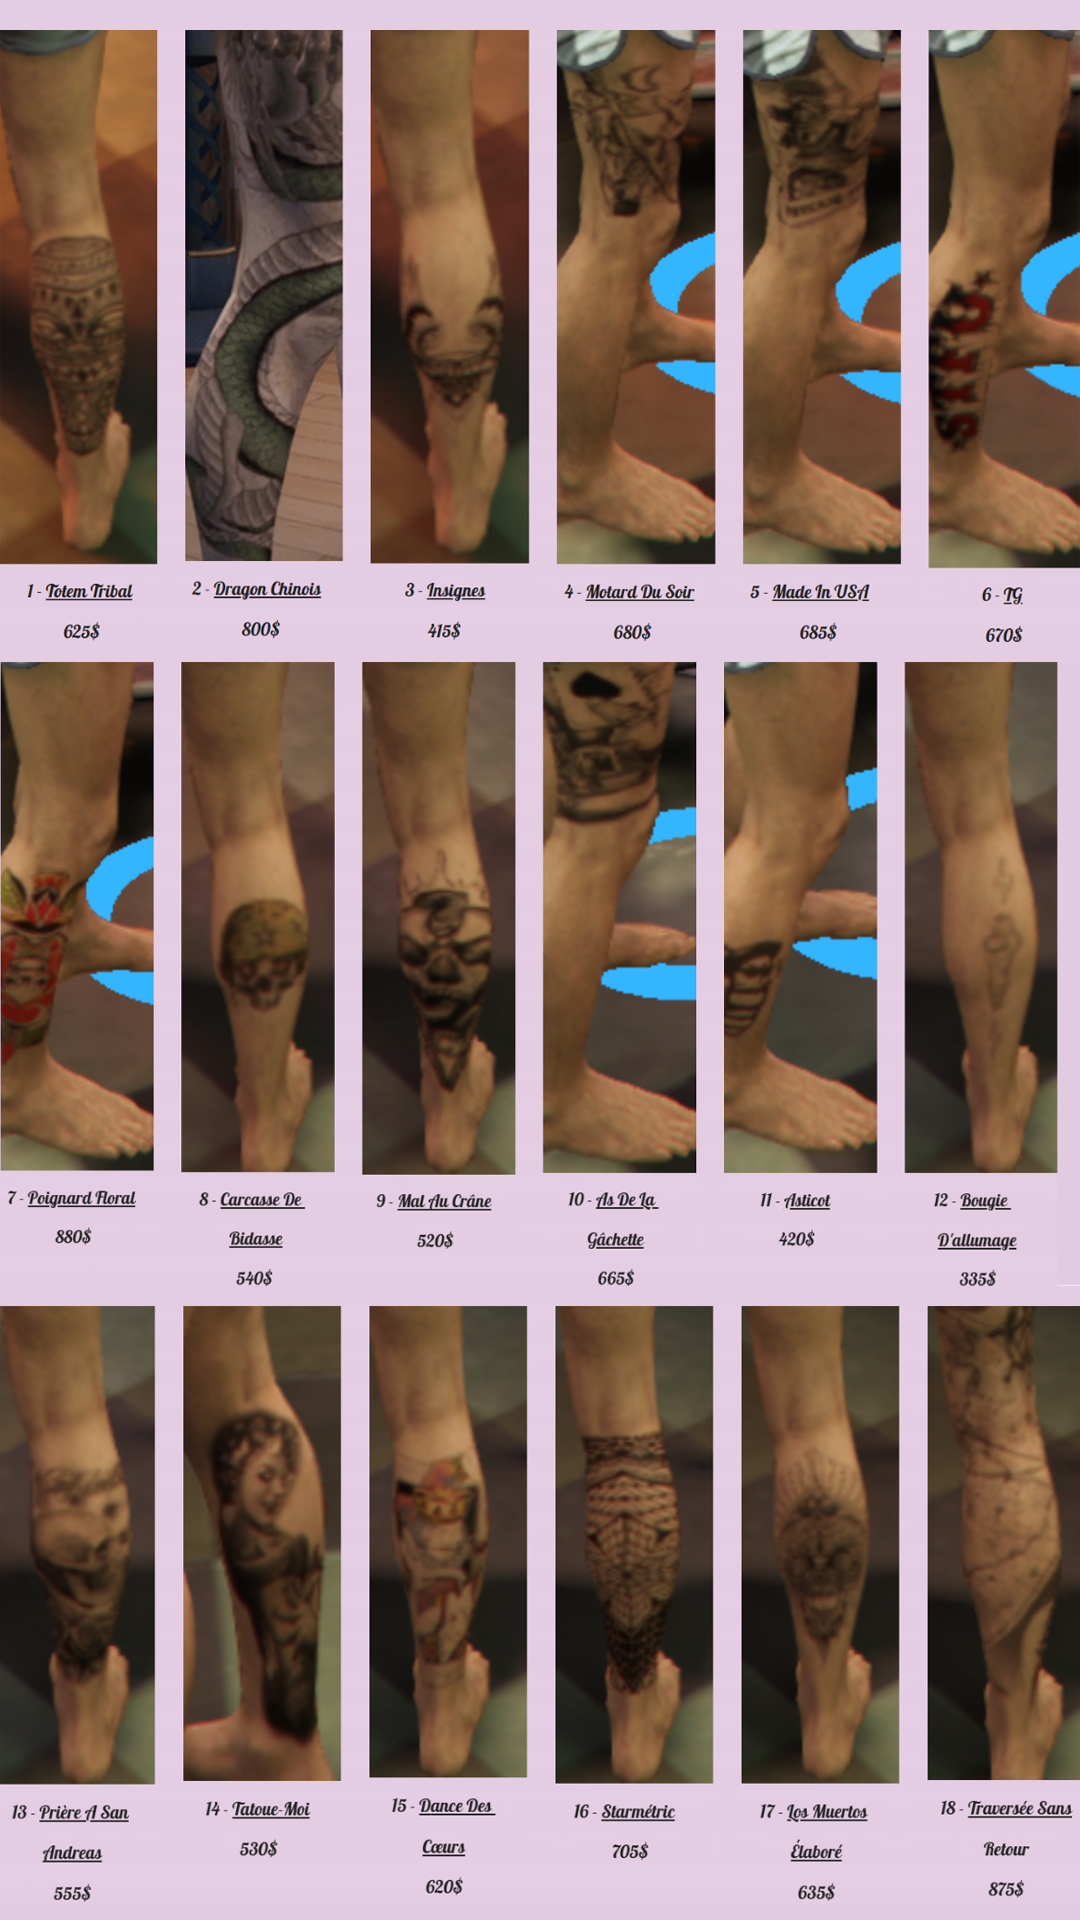 1 - Totem Tribal
625$
2 - Dragon Chinois
800$
3 - Insignes
415$
4 - Motard Du Soir
680$
5 - Made In USA
685$
6 - TG
670$
7 - Poignard Floral
880$
8 - Carcasse De
Bidasse
540$
9 - Mal Au Crâne
520$
10 - As De La
Gâchette
665$
11 - Asticot
420$
12 - Bougie
D'allumage
335$
13 - Prière A San
Andreas
555$
14 - Tatoue-Moi
530$
15 - Dance Des
Cœurs
620$
16 - Starmétric
705$
17 - Los Muertos
Élaboré
635$
18 - Traversée Sans
Retour
875$